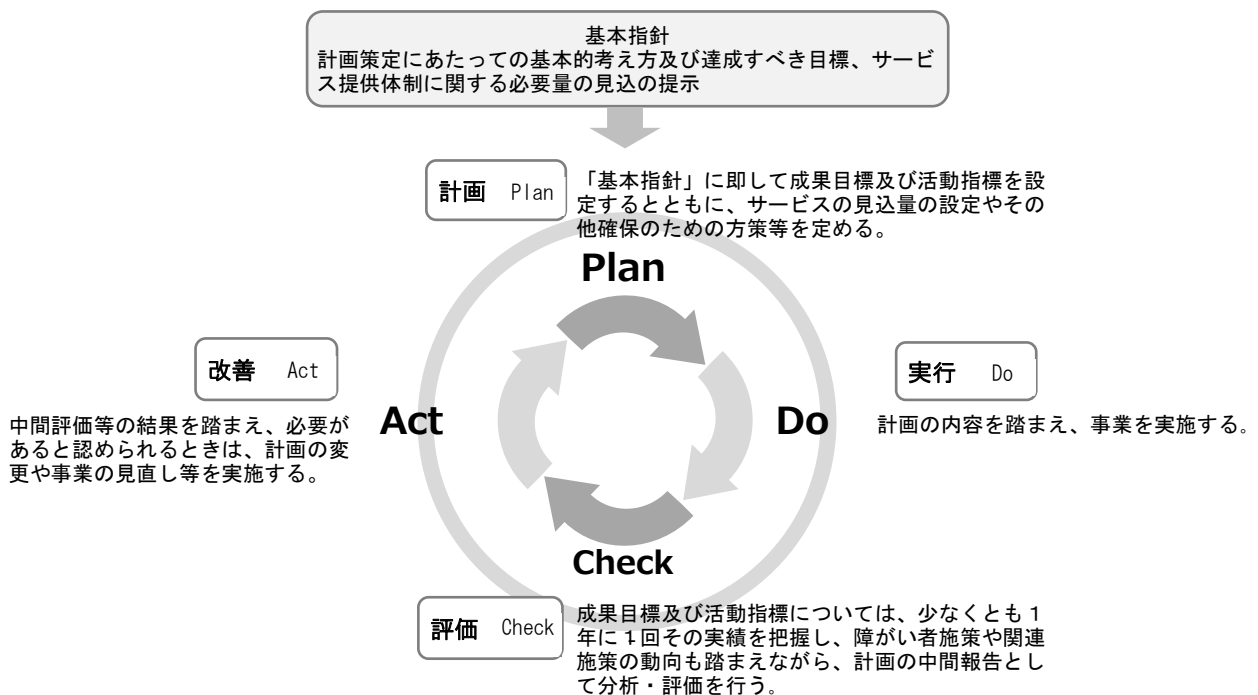 基本指針
計画策定にあたっての基本的考え方及び達成すべき目標、サービ
ス提供体制に関する必要量の見込の提示
計画 Plan
「基本指針」に即して成果目標及び活動指標を設
定するとともに、サービスの見込量の設定やその
他確保のための方策等を定める。
Plan
改善 Act
中間評価等の結果を踏まえ、必要が
あると認められるときは、計画の変
更や事業の見直し等を実施する。
Act
Do
実行 Do
計画の内容を踏まえ、事業を実施する。
Check
評価 Check
成果目標及び活動指標については、少なくとも１
年に１回その実績を把握し、障がい者施策や関連
施策の動向も踏まえながら、計画の中間報告とし
て分析・評価を行う。